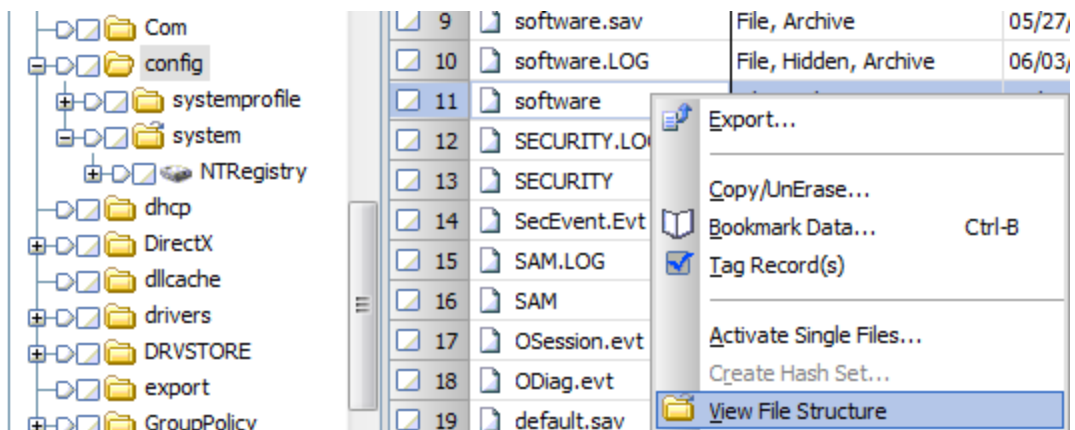 Com
config
systemprofile
system
NTRegistry
dhcp
DirectX
dllcache
drivers
DRVSTORE
export
GroupPolicy
9 software.sav File, Archive 05/27/
10 software.LOG File, Hidden, Archive 06/03/
11 software
12 SECURITY.LO
13 SECURITY
14 SecEvent.Evt
15 SAM.LOG
16 SAM
17 OSession.evt
18 ODiag.evt
19 default.sav
Export...
Copy/UnErase...
Bookmark Data... Ctrl-B
Tag Record(s)
Activate Single Files...
Create Hash Set...
View File Structure